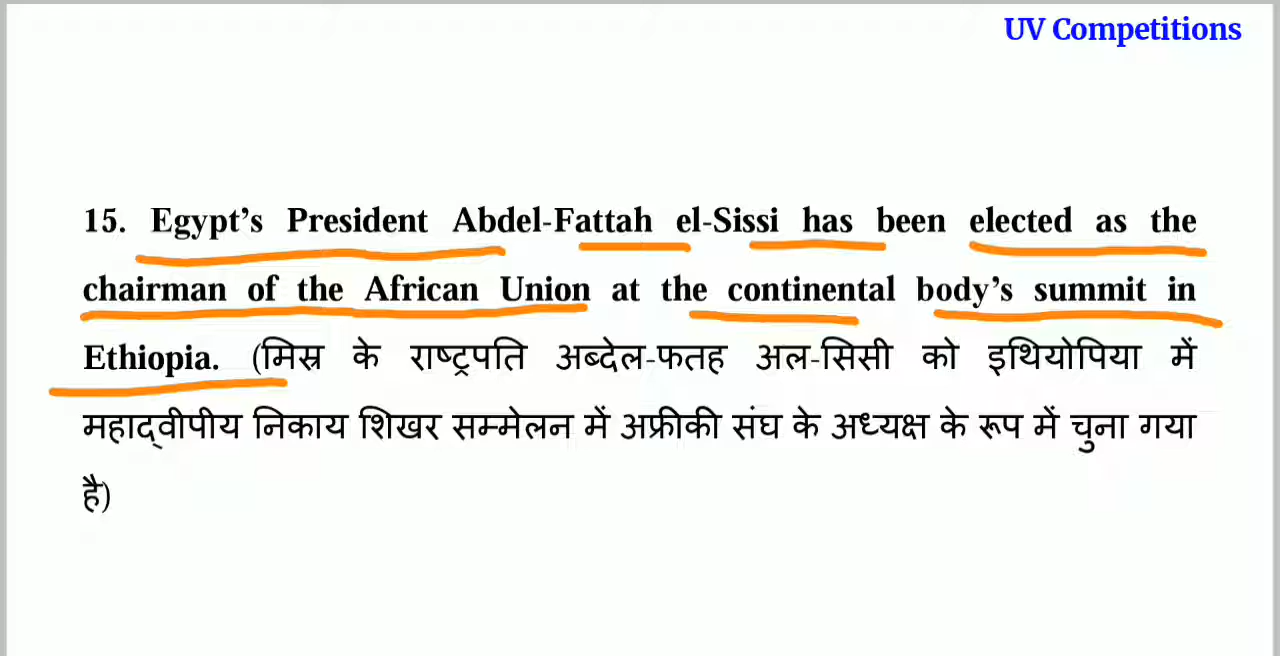 UV Competitions
15. Egypt’s President Abdel-Fattah el-Sissi has been elected as the
chairman of the African Union at the continental body’s summit in
Ethiopia. (मिस्र के राष्ट्रपति अब्देल-फतह अल-सिसी को इथियोपिया में
महाद्वीपीय निकाय शिखर सम्मेलन में अफ्रीकी संघ के अध्यक्ष के रूप में चुना गया
है)